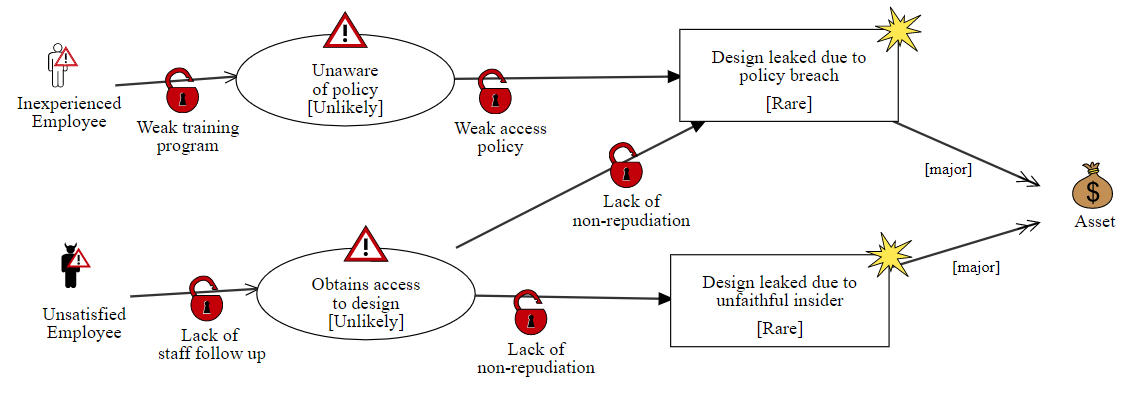 Inexperienced
Employee
Weak training
program
Unaware
of policy
[Unlikely]
Weak access
policy
Design leaked due to
policy breach
[Rare]
Lack of
non-repudiation
[major]
$
Asset
Unsatisfied
Employee
Lack of
staff follow up
Obtains access
to design
[Unlikely]
Lack of
non-repudiation
Design leaked due to
unfaithful insider
[Rare]
[major]